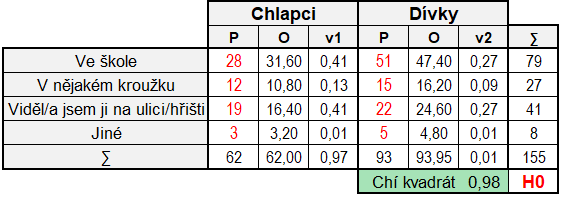 Chlapci Dívky
P O v1 P O v2 ∑
Ve škole 28 31,60 0,41 51 47,40 0,27 79
V nějakém kroužku 12 10,80 0,13 15 16,20 0,09 27
Viděl/a jsem ji na ulici/hřišti 19 16,40 0,41 22 24,60 0,27 41
Jiné 3 3,20 0,01 5 4,80 0,01 8
∑ 62 62,00 0,97 93 93,95 0,01 155
Chí kvadrát 0,98 H0